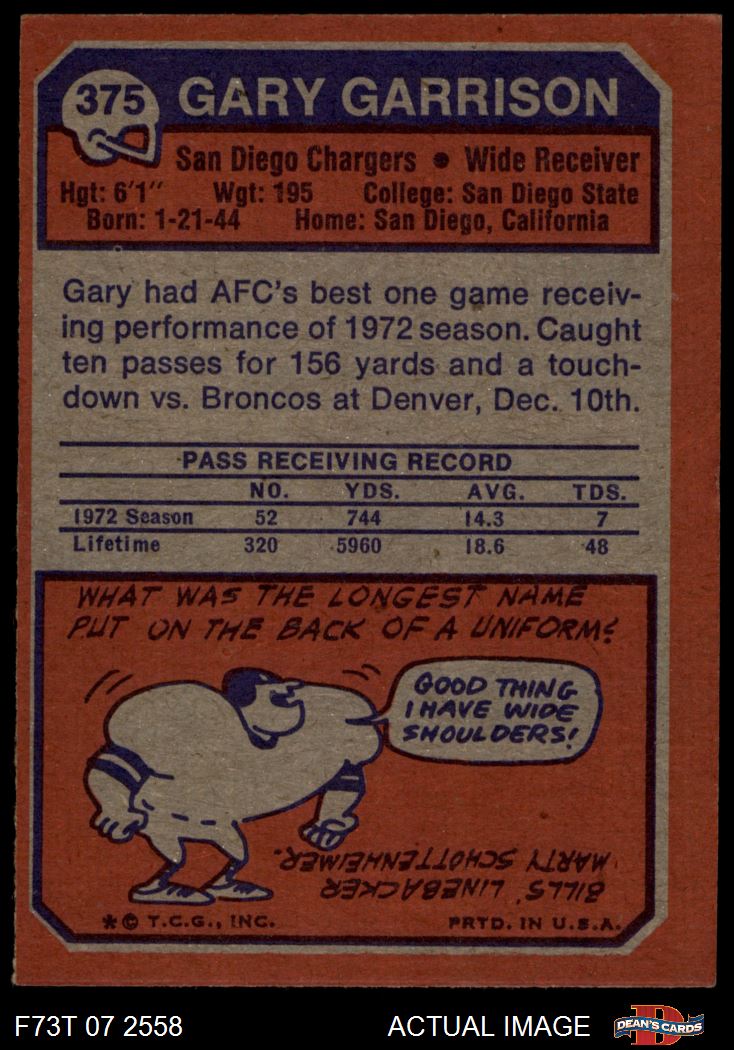 375 GARY GARRISON
San Diego Chargers • Wide Receiver
Hgt: 6'1" Wgt: 195 College: San Diego State
Born: 1-21-44 Home: San Diego, California
Gary had AFC's best one game receiv-
ing performance of 1972 season. Caught
ten passes for 156 yards and a touch-
down vs. Broncos at Denver, Dec. 10th.
PASS RECEIVING RECORD
NO. YDS. AVG. TDS.
1972 Season 52 744 14.3 7
Lifetime 320 5960 18.6 48
WHAT WAS THE LONGEST NAME
PUT ON THE BACK OF A UNIFORM?
GOOD THING
I HAVE WIDE
SHOULDERS!
BILLS' LINEBACKER
MARTY SCHOTTENHEIMER.
*© T.C.G., INC. PRTD. IN U.S.A.
F73T 07 2558 ACTUAL IMAGE D DEAN'S CARDS